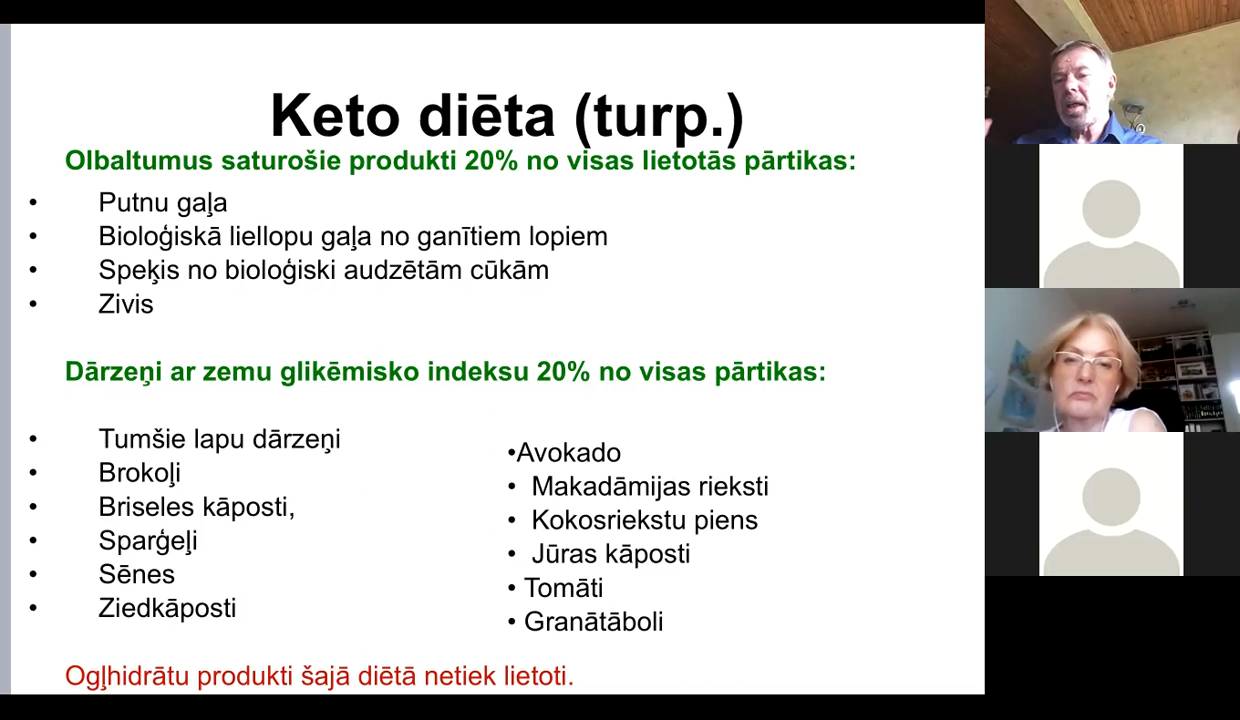 Keto diēta (turp.)
Olbaltumus saturošie produkti 20% no visas lietotās pārtikas:
• Putnu gaļa
• Bioloģiskā liellopu gaļa no ganītiem lopiem
• Speķis no bioloģiski audzētām cūkām
• Zivis
Dārzeņi ar zemu glikēmisko indeksu 20% no visas pārtikas:
• Tumšie lapu dārzeņi
• Brokoļi
• Briseles kāposti,
• Sparģeļi
• Sēnes
• Ziedkāposti
•Avokado
• Makadāmijas rieksti
• Kokosriekstu piens
• Jūras kāposti
• Tomāti
• Granātāboli
Ogļhidrātu produkti šajā diētā netiek lietoti.